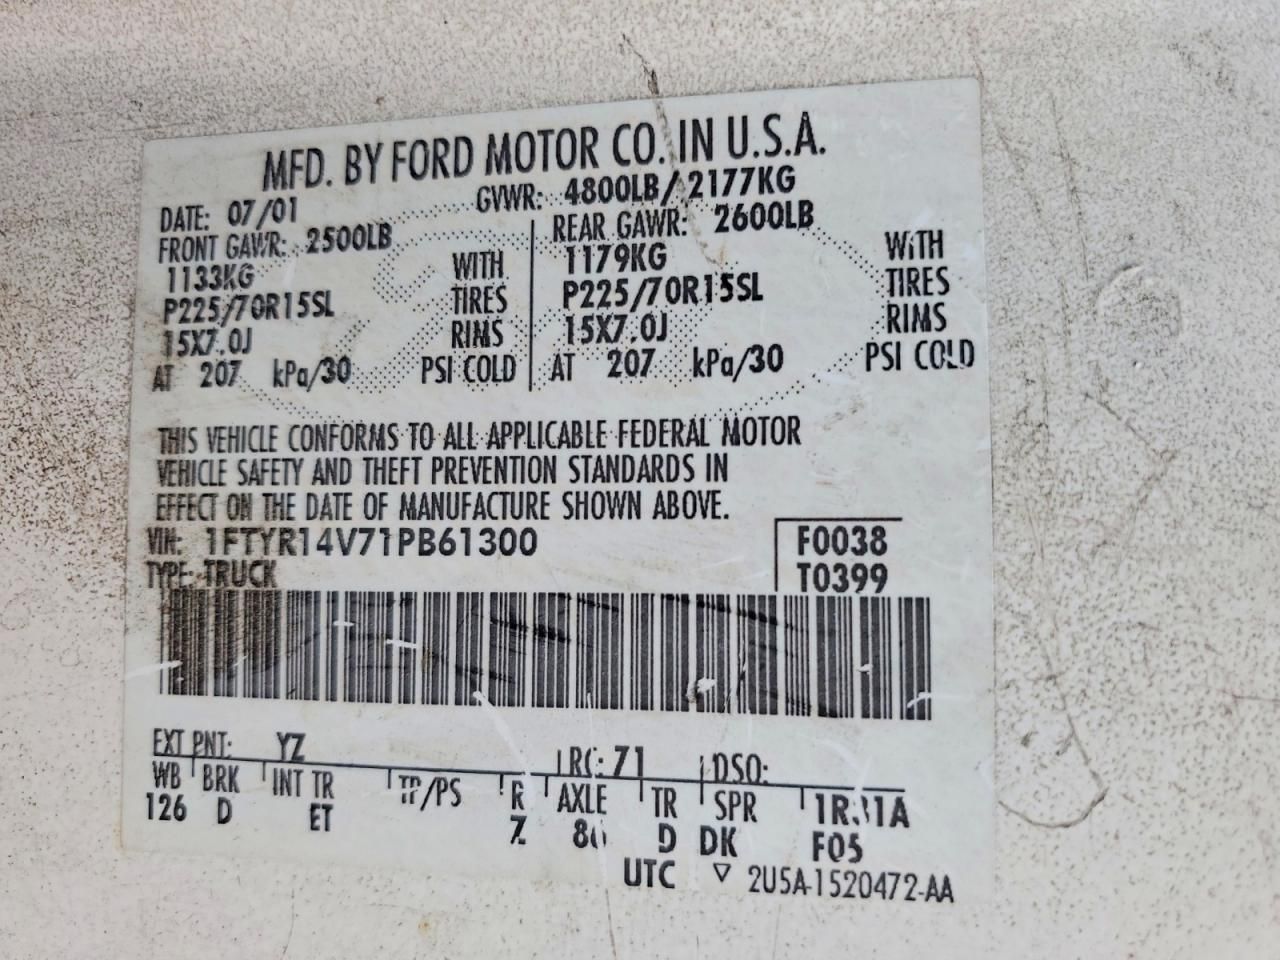 MFD. BY FORD MOTOR CO. IN U.S.A.
DATE: 07/01 GVWR: 4800LB/2177KG
FRONT GAWR: 2500LB REAR GAWR: 2600LB
1133KG WITH 1179KG WITH
P225/70R15SL TIRES P225/70R15SL TIRES
15X7.0J RIMS 15X7.0J RIMS
AT 207 kPa/30 PSI COLD AT 207 kPa/30 PSI COLD
THIS VEHICLE CONFORMS TO ALL APPLICABLE FEDERAL MOTOR
VEHICLE SAFETY AND THEFT PREVENTION STANDARDS IN
EFFECT ON THE DATE OF MANUFACTURE SHOWN ABOVE.
VIN: 1FTYR14V71PB61300 F0038
TYPE: TRUCK T0399
EXT PNT: YZ RC: 71 DSO:
WB BRK INT TR TP/PS R AXLE TR SPR
126 D ET Z D DK F05
UTC ▽ 2U5A-1520472-AA